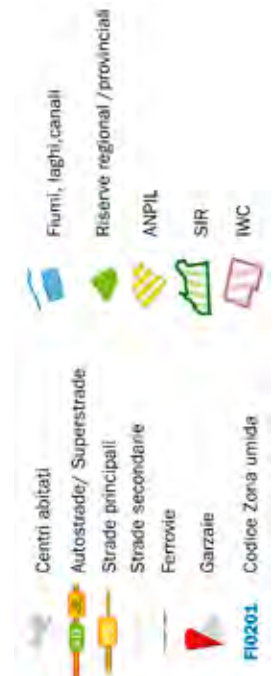 Centri abitati
Autostrade/ Superstrade
Strade principali
Strade secondarie
Ferrovie
Garzaie
FI0201 Codice Zona umida
Fiumi, laghi,canali
Riserve regional /provinciali
ANPIL
SIR
IWC